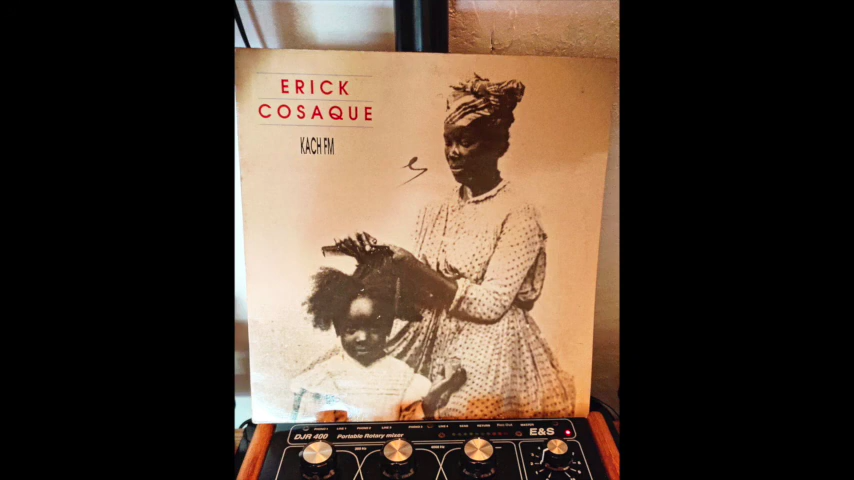 ERICK
COSAQUE
KACH FM
DJR 400 Portable Rotary mixer
E&S